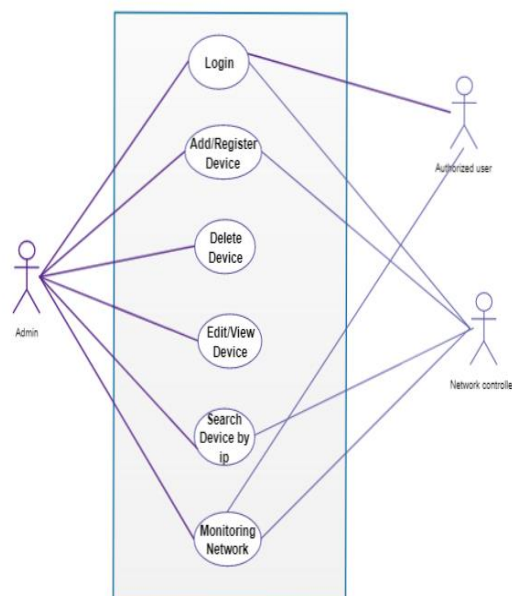 Login
Authorized user
Add/Register
Device
Delete
Device
Admin
Edit/View
Device
Network controlle
Search
Device by
ip
Monitoring
Network